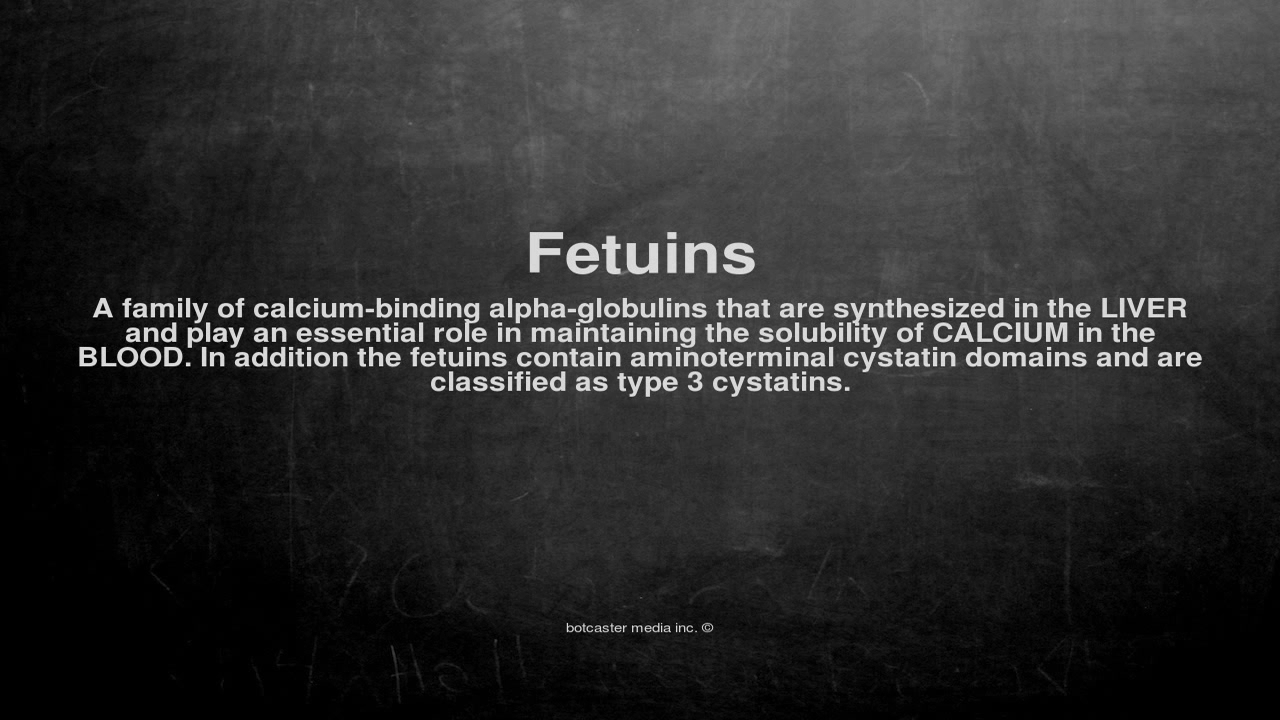 Fetuins
A family of calcium-binding alpha-globulins that are synthesized in the LIVER
and play an essential role in maintaining the solubility of CALCIUM in the
BLOOD. In addition the fetuins contain aminoterminal cystatin domains and are
classified as type 3 cystatins.
botcaster media inc. ©